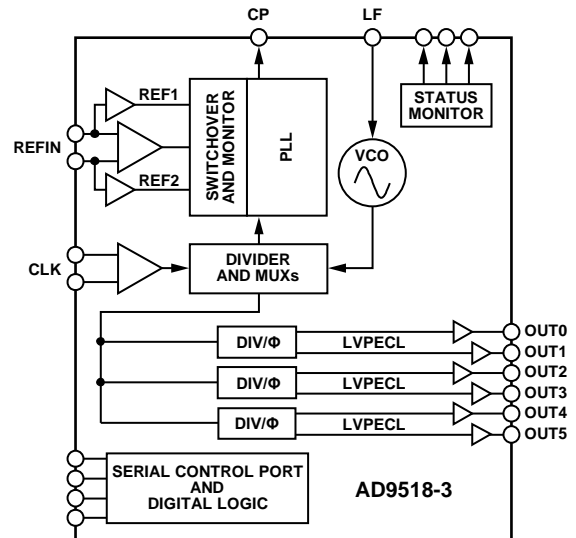 CP
LF
REF1
REF2
REFIN
SWITCHOVER
AND MONITOR
PLL
VCO
STATUS
MONITOR
CLK
DIVIDER
AND MUXs
DIV/Φ
LVPECL
OUT0
OUT1
DIV/Φ
LVPECL
OUT2
OUT3
DIV/Φ
LVPECL
OUT4
OUT5
SERIAL CONTROL PORT
AND
DIGITAL LOGIC
AD9518-3